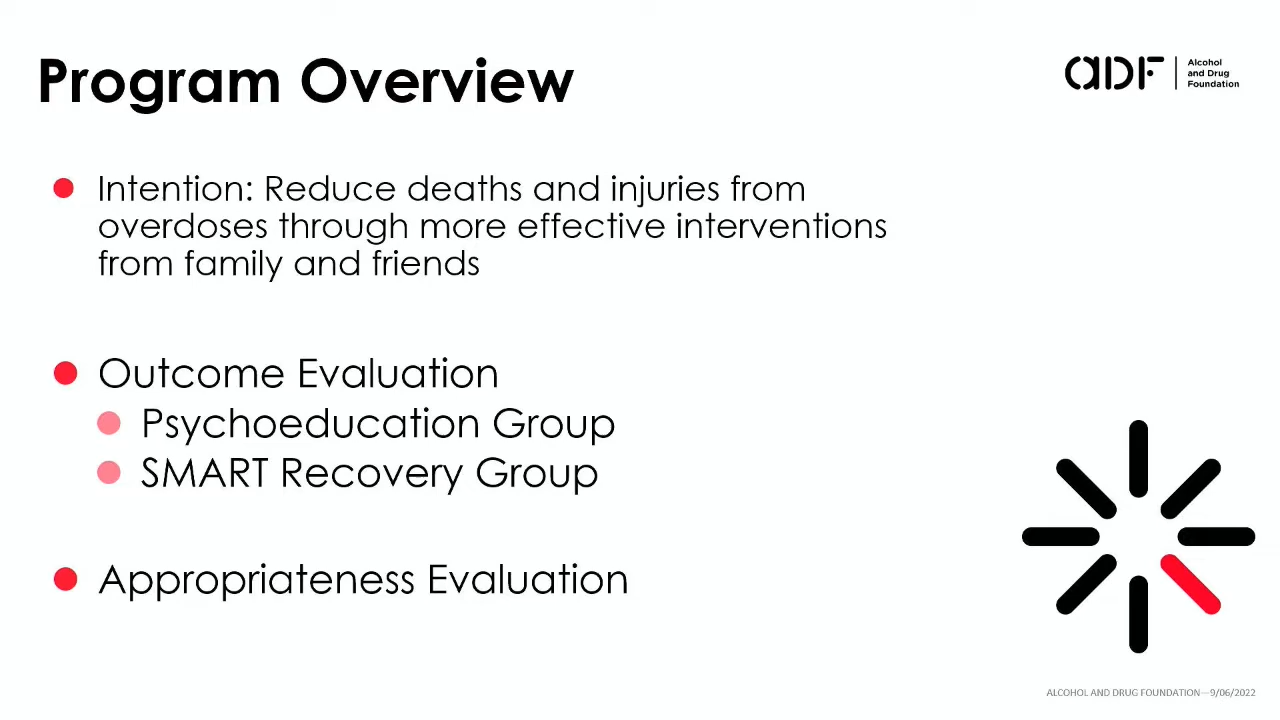 Program Overview
aDF
Alcohol
and Drug
Foundation
Intention: Reduce deaths and injuries from
overdoses through more effective interventions
from family and friends
Outcome Evaluation
Psychoeducation Group
SMART Recovery Group
Appropriateness Evaluation
ALCOHOL AND DRUG FOUNDATION—9/06/2022